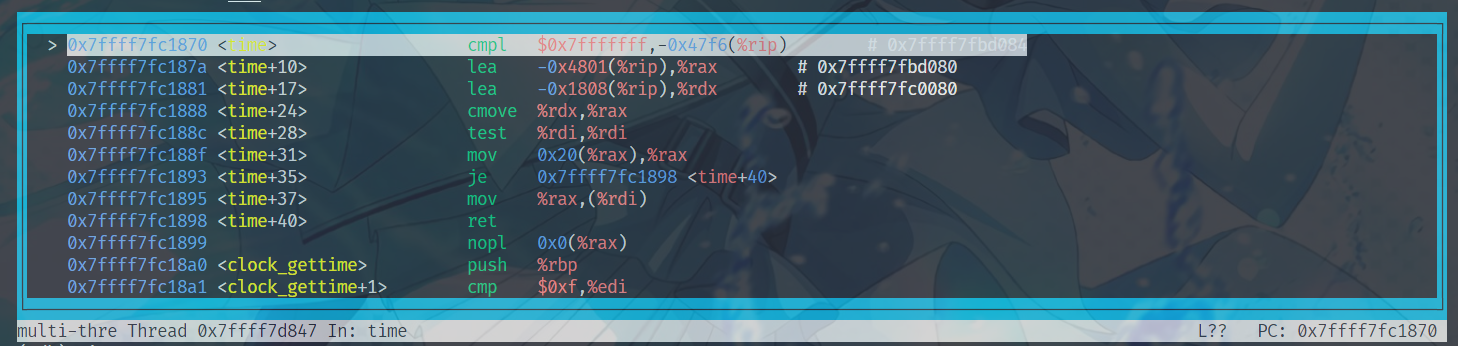 > 0x7ffff7fc1870 <time> cmpl $0x7fffffff,-0x47f6(%rip) # 0x7ffff7fbd084
0x7ffff7fc187a <time+10> lea -0x4801(%rip),%rax # 0x7ffff7fbd080
0x7ffff7fc1881 <time+17> lea -0x1808(%rip),%rdx # 0x7ffff7fc0080
0x7ffff7fc1888 <time+24> cmove %rdx,%rax
0x7ffff7fc188c <time+28> test %rdi,%rdi
0x7ffff7fc188f <time+31> mov 0x20(%rax),%rax
0x7ffff7fc1893 <time+35> je 0x7ffff7fc1898 <time+40>
0x7ffff7fc1895 <time+37> mov %rax,(%rdi)
0x7ffff7fc1898 <time+40> ret
0x7ffff7fc1899 nopl 0x0(%rax)
0x7ffff7fc18a0 <clock_gettime> push %rbp
0x7ffff7fc18a1 <clock_gettime+1> cmp $0xf,%edi
multi-thre Thread 0x7ffff7d847 In: time L?? PC: 0x7ffff7fc1870